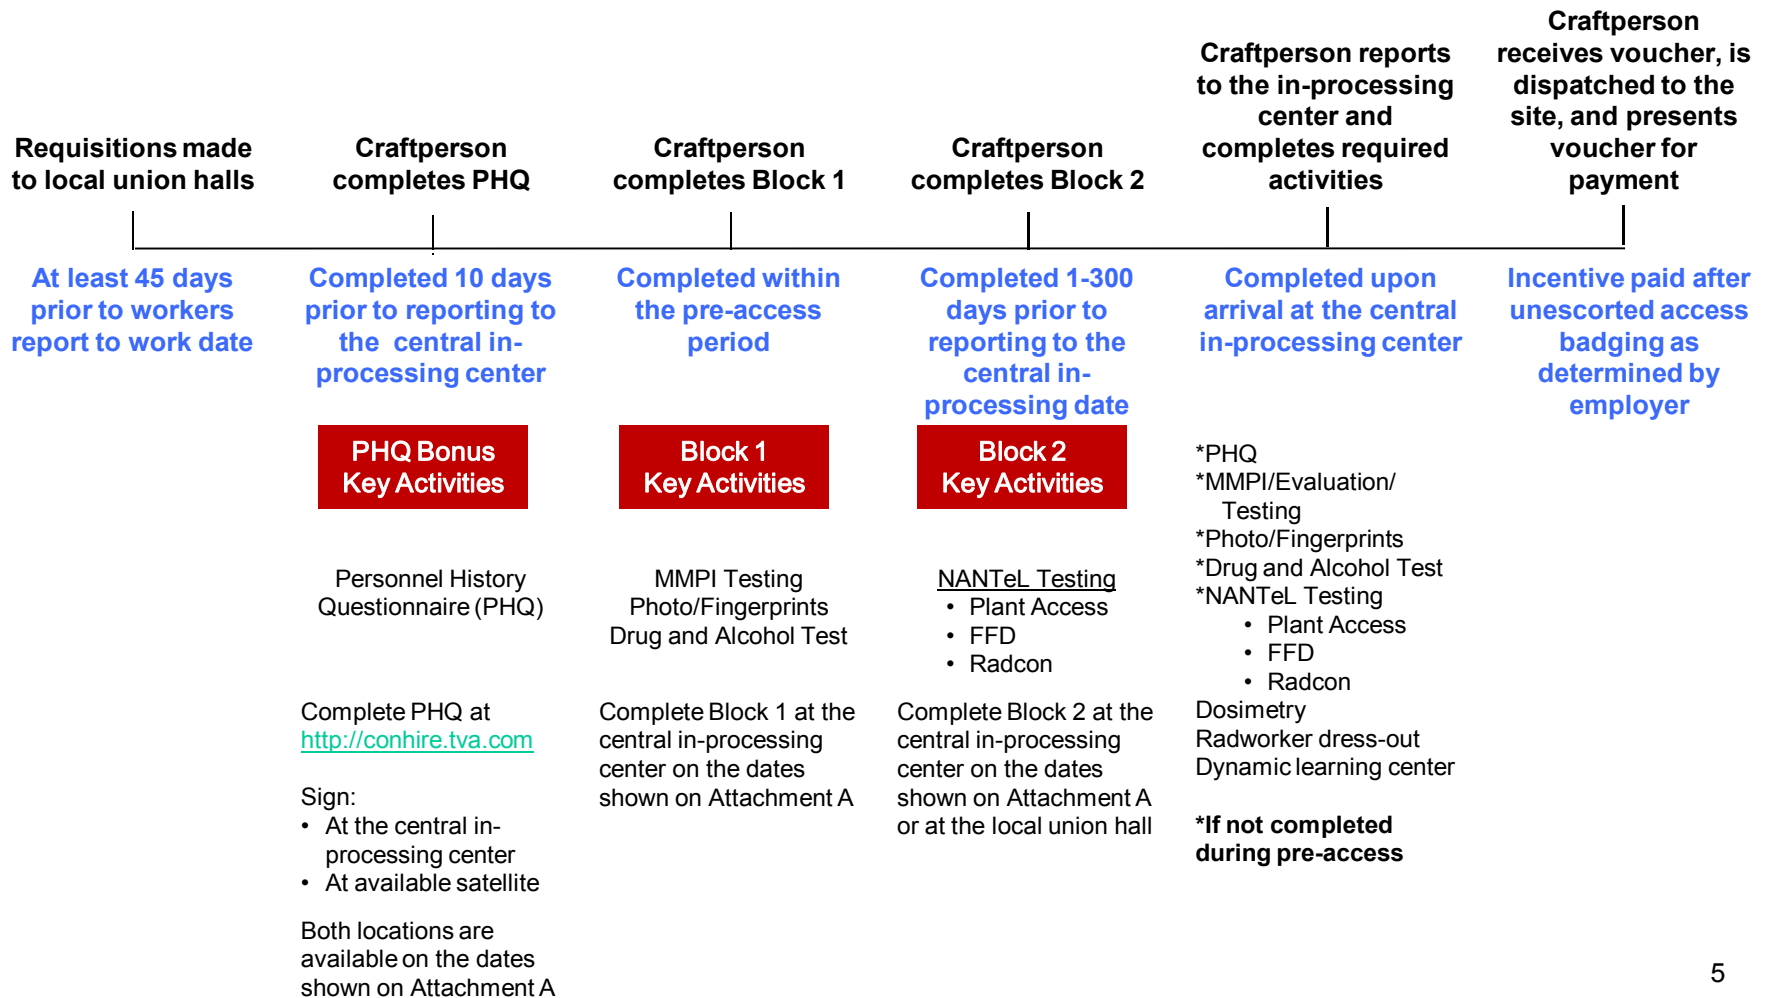 Requisitions made
to local union halls
Craftperson
completes PHQ
Craftperson
completes Block 1
Craftperson
completes Block 2
Craftperson reports
to the in-processing
center and
completes required
activities
Craftperson
receives voucher, is
dispatched to the
site, and presents
voucher for
payment
At least 45 days
prior to workers
report to work date
Completed 10 days
prior to reporting to
the central in-
processing center
Completed within
the pre-access
period
Completed 1-300
days prior to
reporting to the
central in-
processing date
Completed upon
arrival at the central
in-processing center
Incentive paid after
unescorted access
badging as
determined by
employer
PHQ Bonus
Key Activities
Personnel History
Questionnaire (PHQ)
Complete PHQ at
http://conhire.tva.com
Sign:
• At the central in-
processing center
• At available satellite
Both locations are
available on the dates
shown on Attachment A
Block 1
Key Activities
MMPI Testing
Photo/Fingerprints
Drug and Alcohol Test
Complete Block 1 at the
central in-processing
center on the dates
shown on Attachment A
Block 2
Key Activities
NANTeL Testing
• Plant Access
• FFD
• Radcon
Complete Block 2 at the
central in-processing
center on the dates
shown on Attachment A
or at the local union hall
*PHQ
*MMPI/Evaluation/
Testing
*Photo/Fingerprints
*Drug and Alcohol Test
*NANTeL Testing
• Plant Access
• FFD
• Radcon
Dosimetry
Radworker dress-out
Dynamic learning center
*If not completed
during pre-access
5